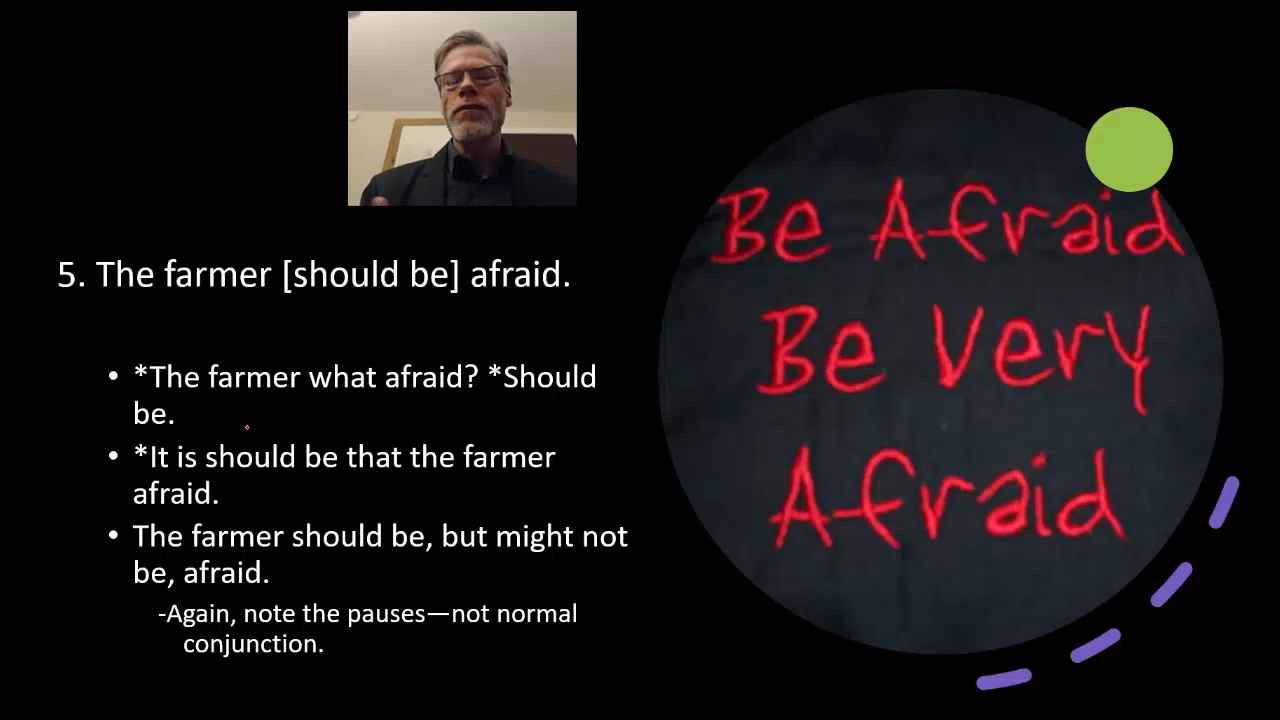 5. The farmer [should be] afraid.
• *The farmer what afraid? *Should
be.
• *It is should be that the farmer
afraid.
• The farmer should be, but might not
be, afraid.
-Again, note the pauses—not normal
conjunction.
Be Afraid
Be Very
Afraid